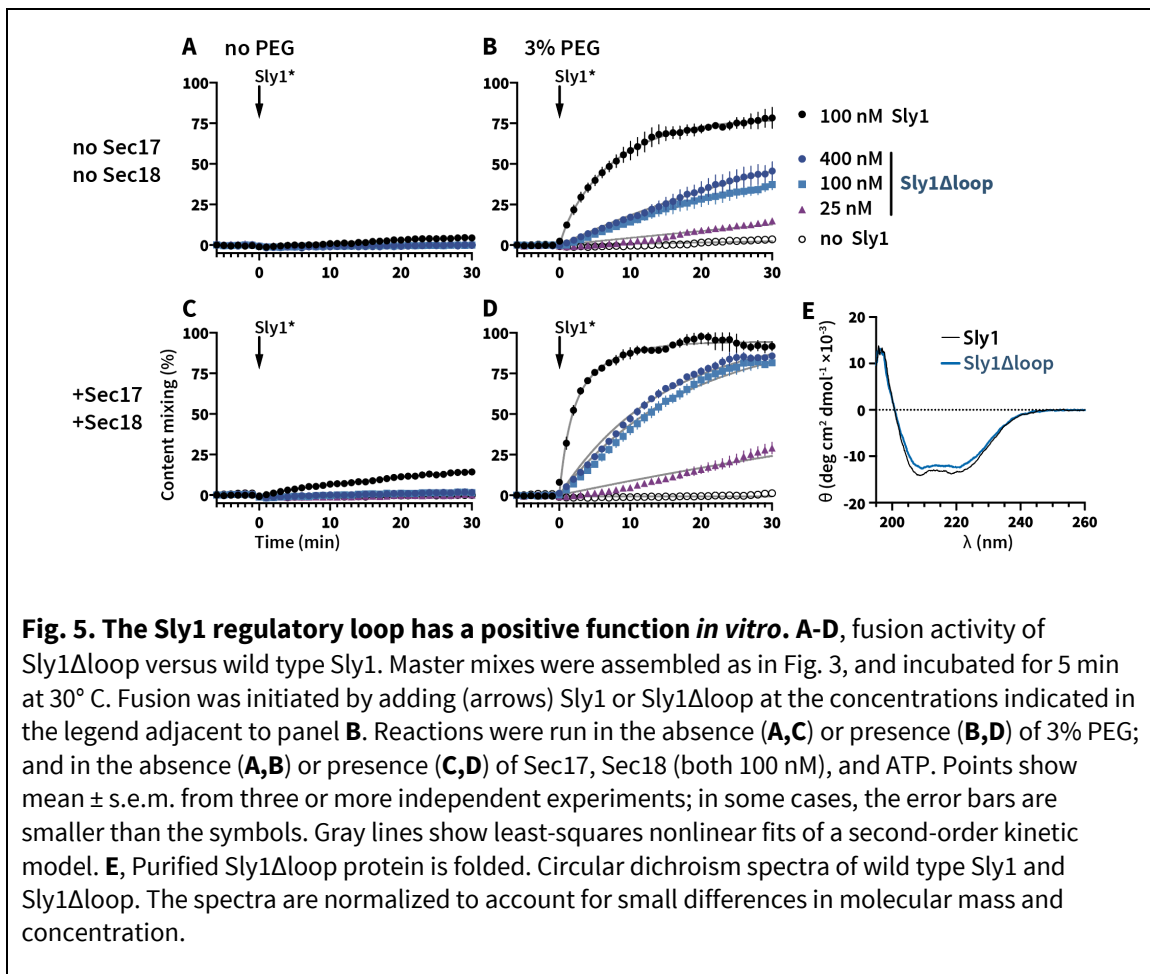 A no PEG
B 3% PEG
Sly1*
Sly1*
100
75
50
25
0
0
10
20
30
100
75
50
25
0
0
10
20
30
no Sec17
no Sec18
100 nM Sly1
400 nM
100 nM
25 nM
Sly1Δloop
no Sly1
C
D
E
Sly1*
Sly1*
100
75
50
25
0
0
10
20
30
100
75
50
25
0
0
10
20
30
+Sec17
+Sec18
Content mixing (%)
Time (min)
θ (deg cm² dmol⁻¹ ×10⁻³)
20
10
0
-10
-20
Sly1
Sly1Δloop
200
220
240
260
λ (nm)
Fig. 5. The Sly1 regulatory loop has a positive function in vitro. A-D, fusion activity of
Sly1Δloop versus wild type Sly1. Master mixes were assembled as in Fig. 3, and incubated for 5 min
at 30° C. Fusion was initiated by adding (arrows) Sly1 or Sly1Δloop at the concentrations indicated in
the legend adjacent to panel B. Reactions were run in the absence (A,C) or presence (B,D) of 3% PEG;
and in the absence (A,B) or presence (C,D) of Sec17, Sec18 (both 100 nM), and ATP. Points show
mean ± s.e.m. from three or more independent experiments; in some cases, the error bars are
smaller than the symbols. Gray lines show least-squares nonlinear fits of a second-order kinetic
model. E, Purified Sly1Δloop protein is folded. Circular dichroism spectra of wild type Sly1 and
Sly1Δloop. The spectra are normalized to account for small differences in molecular mass and
concentration.